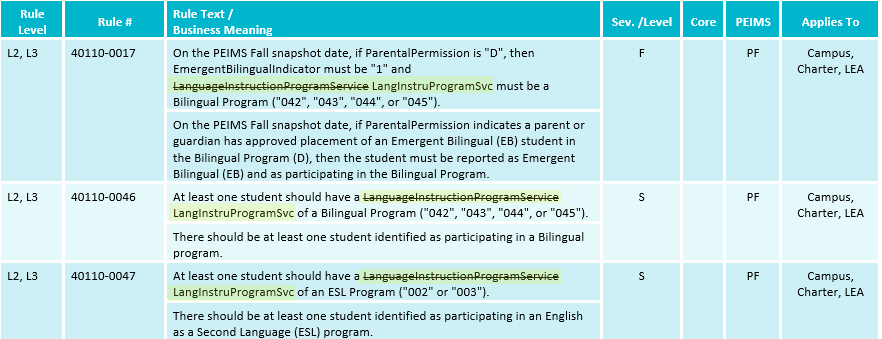 Rule Level Rule # Rule Text / Business Meaning Sev. /Level Core PEIMS Applies To
L2, L3 40110-0017 On the PEIMS Fall snapshot date, if ParentalPermission is "D", then F PF Campus,
EmergentBilingualIndicator must be "1" and Charter, LEA
LanguageInstructionProgramService LangInstruProgramSvc must be a
Bilingual Program ("042", "043", "044", or "045").
On the PEIMS Fall snapshot date, if ParentalPermission indicates a parent or
guardian has approved placement of an Emergent Bilingual (EB) student in
the Bilingual Program (D), then the student must be reported as Emergent
Bilingual (EB) and as participating in the Bilingual Program.
L2, L3 40110-0046 At least one student should have a LanguageInstructionProgramService S PF Campus,
LangInstruProgramSvc of a Bilingual Program ("042", "043", "044", or "045"). Charter, LEA
There should be at least one student identified as participating in a Bilingual
program.
L2, L3 40110-0047 At least one student should have a LanguageInstructionProgramService S PF Campus,
LangInstruProgramSvc of an ESL Program ("002" or "003"). Charter, LEA
There should be at least one student identified as participating in an English
as a Second Language (ESL) program.